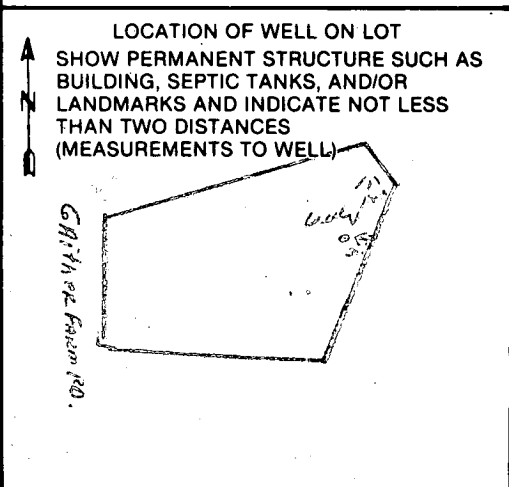 LOCATION OF WELL ON LOT
SHOW PERMANENT STRUCTURE SUCH AS
BUILDING, SEPTIC TANKS, AND/OR
LANDMARKS AND INDICATE NOT LESS
THAN TWO DISTANCES
(MEASUREMENTS TO WELL)
N
well
Gaither Farm RD.